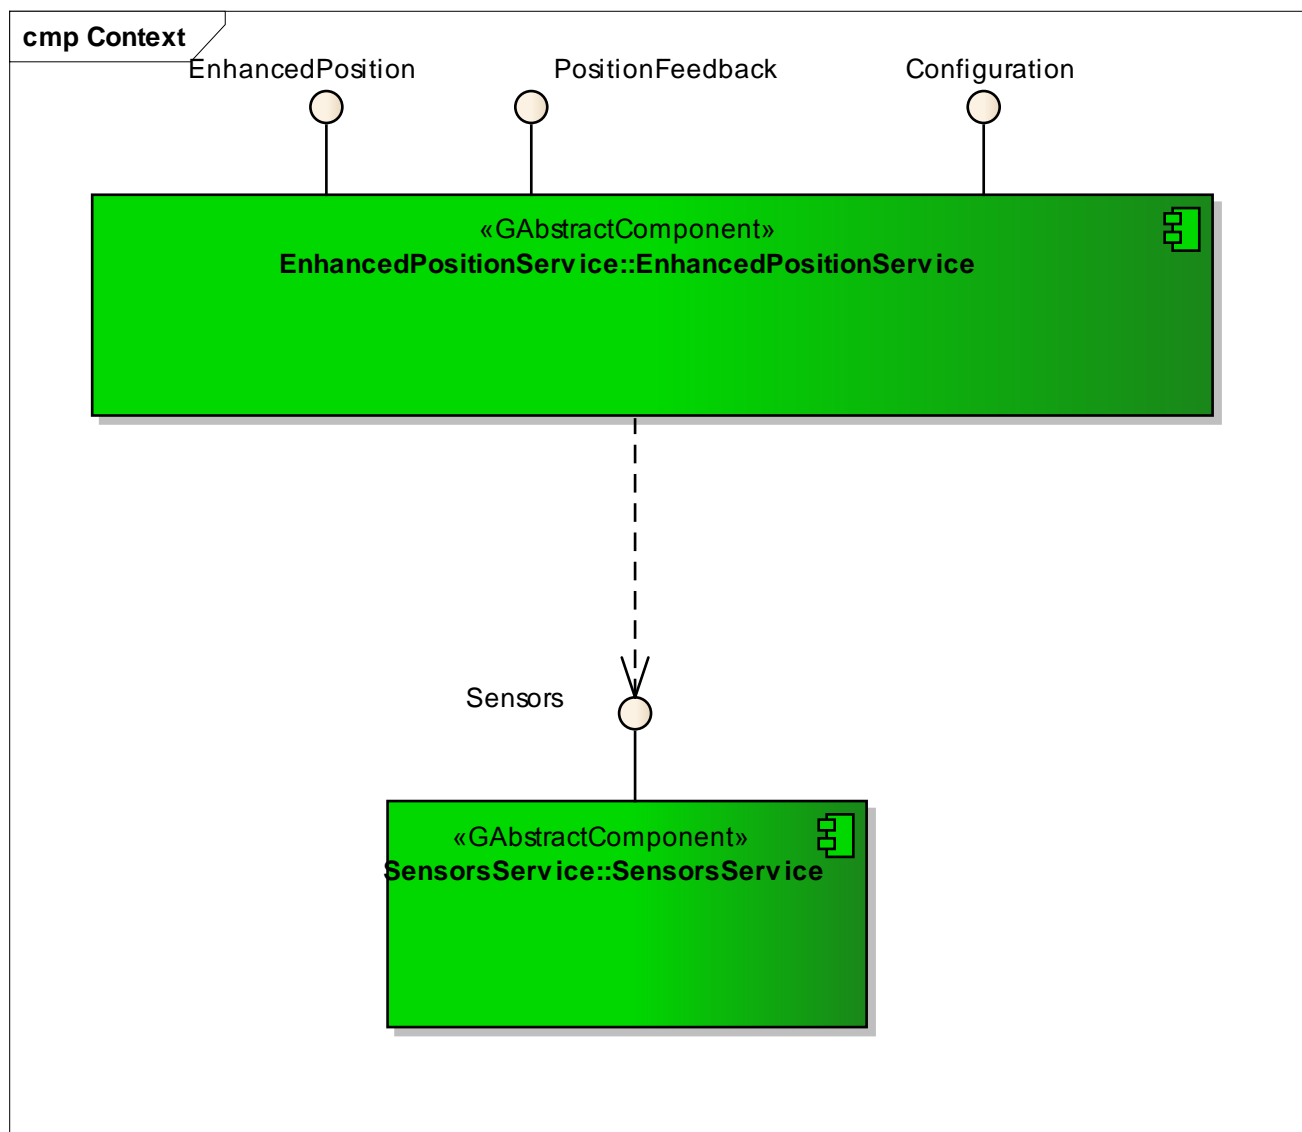 cmp Context
EnhancedPosition
PositionFeedback
Configuration
«GAbstractComponent»
EnhancedPositionService::EnhancedPositionService
Sensors
«GAbstractComponent»
SensorsService::SensorsService